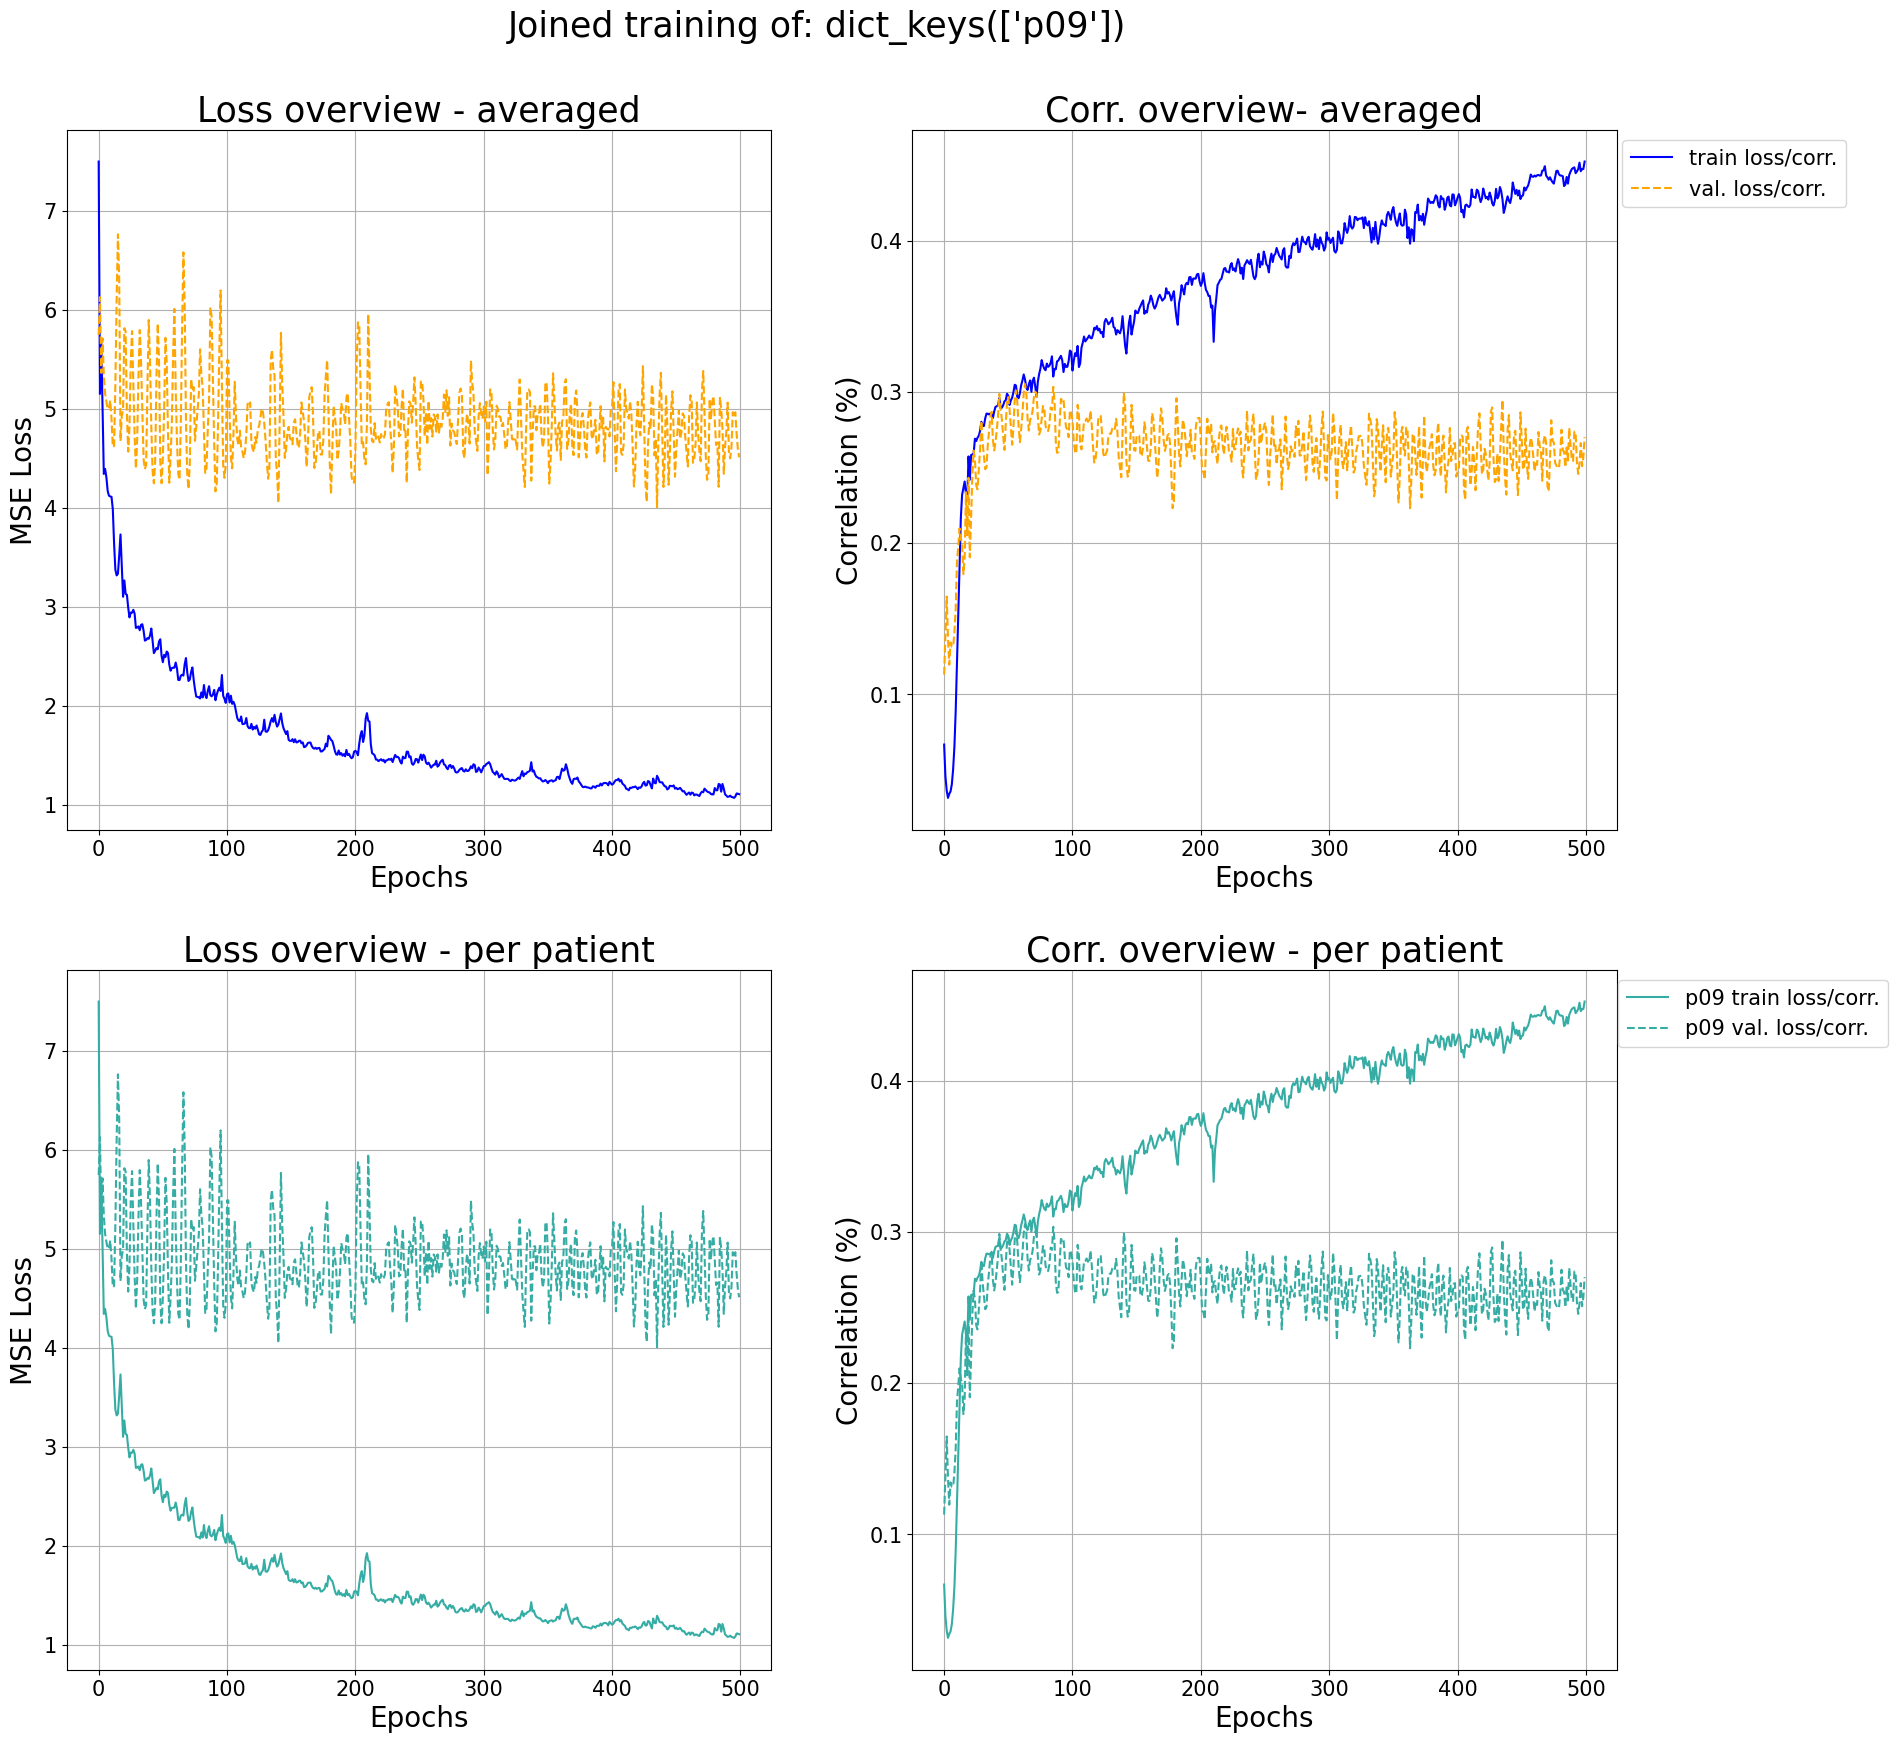 Joined training of: dict_keys(['p09'])
Loss overview - averaged
Corr. overview- averaged
7
6
5
4
3
2
1
MSE Loss
0 100 200 300 400 500
Epochs
0.4
0.3
0.2
0.1
Correlation (%)
0 100 200 300 400 500
Epochs
train loss/corr.
val. loss/corr.
Loss overview - per patient
Corr. overview - per patient
7
6
5
4
3
2
1
MSE Loss
0 100 200 300 400 500
Epochs
0.4
0.3
0.2
0.1
Correlation (%)
0 100 200 300 400 500
Epochs
p09 train loss/corr.
p09 val. loss/corr.